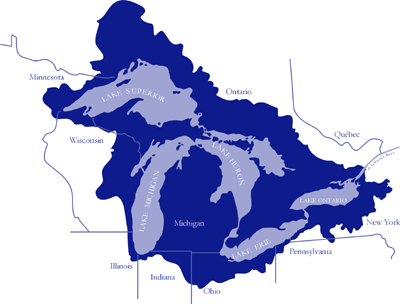 Minnesota
LAKE SUPERIOR
Ontario
Wisconsin
Québec
LAKE HURON
LAKE MICHIGAN
LAKE ONTARIO
Michigan
New York
LAKE ERIE
Pennsylvania
Illinois
Indiana
Ohio